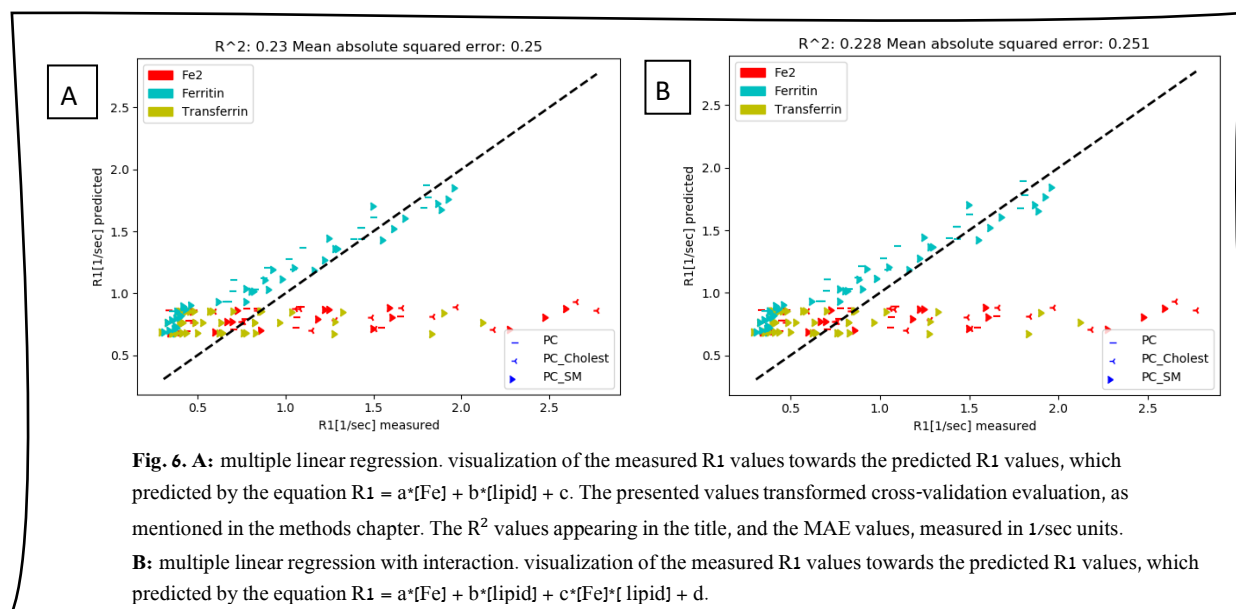 R^2: 0.23 Mean absolute squared error: 0.25
A
Fe2
Ferritin
Transferrin
2.5
2.0
1.5
1.0
0.5
R1[1/sec] predicted
PC
PC_Cholest
PC_SM
0.5 1.0 1.5 2.0 2.5
R1[1/sec] measured
R^2: 0.228 Mean absolute squared error: 0.251
B
Fe2
Ferritin
Transferrin
2.5
2.0
1.5
1.0
0.5
R1[1/sec] predicted
PC
PC_Cholest
PC_SM
0.5 1.0 1.5 2.0 2.5
R1[1/sec] measured
Fig. 6. A: multiple linear regression. visualization of the measured R1 values towards the predicted R1 values, which
predicted by the equation R1 = a*[Fe] + b*[lipid] + c. The presented values transformed cross-validation evaluation, as
mentioned in the methods chapter. The R² values appearing in the title, and the MAE values, measured in 1/sec units.
B: multiple linear regression with interaction. visualization of the measured R1 values towards the predicted R1 values, which
predicted by the equation R1 = a*[Fe] + b*[lipid] + c*[Fe]*[ lipid] + d.